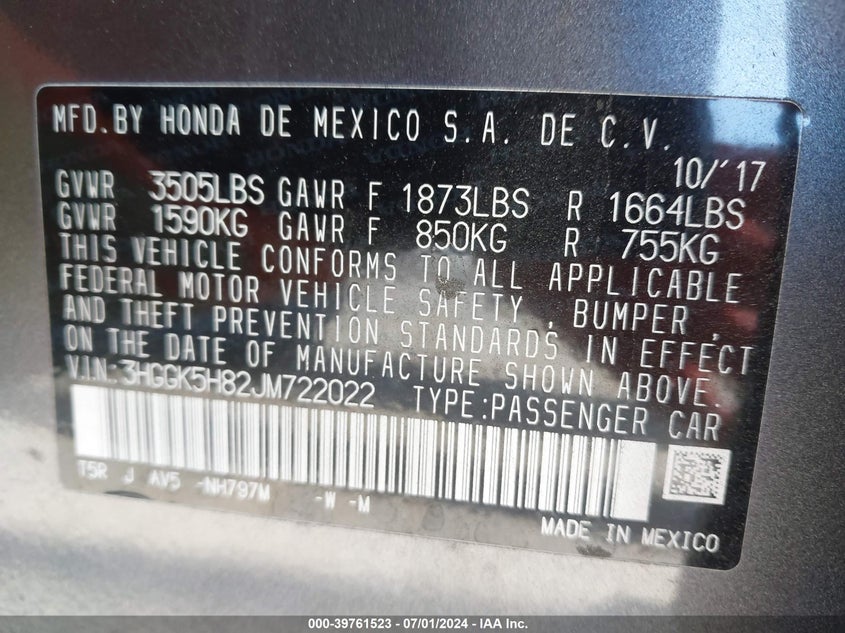 MFD.BY HONDA DE MEXICO S.A. DE C.V.
10/'17
GVWR 3505LBS GAWR F 1873LBS R 1664LBS
GVWR 1590KG GAWR F 850KG R 755KG
THIS VEHICLE CONFORMS TO ALL APPLICABLE
FEDERAL MOTOR VEHICLE SAFETY, BUMPER,
AND THEFT PREVENTION STANDARDS IN EFFECT
ON THE DATE OF MANUFACTURE SHOWN ABOVE.
V.I.N.:3HGGK5H82JM722022 TYPE:PASSENGER CAR
T5R J AV5 -NH797M -W -M
MADE IN MEXICO
000-39761523 - 07/01/2024 - IAA Inc.